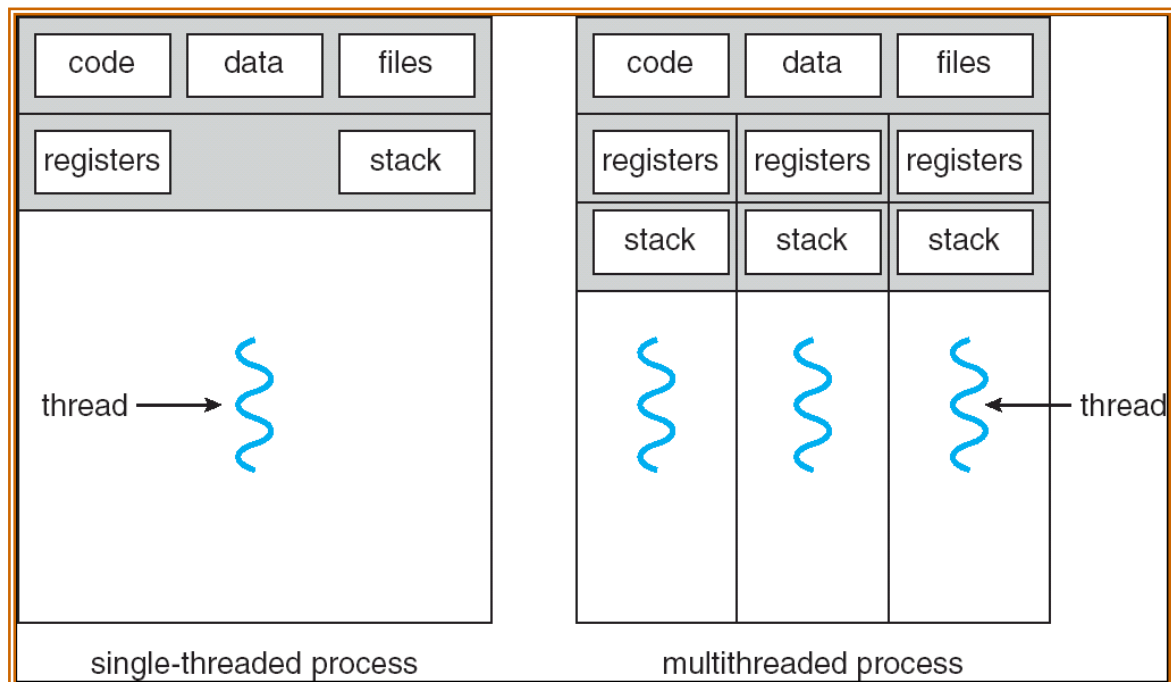 code data files
registers stack
thread
single-threaded process
code data files
registers registers registers
stack stack stack
thread
multithreaded process